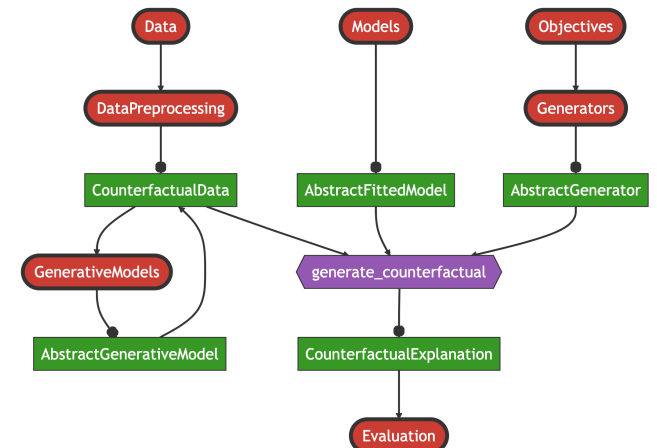 Data
Models
Objectives
DataPreprocessing
Generators
CounterfactualData
AbstractFittedModel
AbstractGenerator
GenerativeModels
generate_counterfactual
AbstractGenerativeModel
CounterfactualExplanation
Evaluation